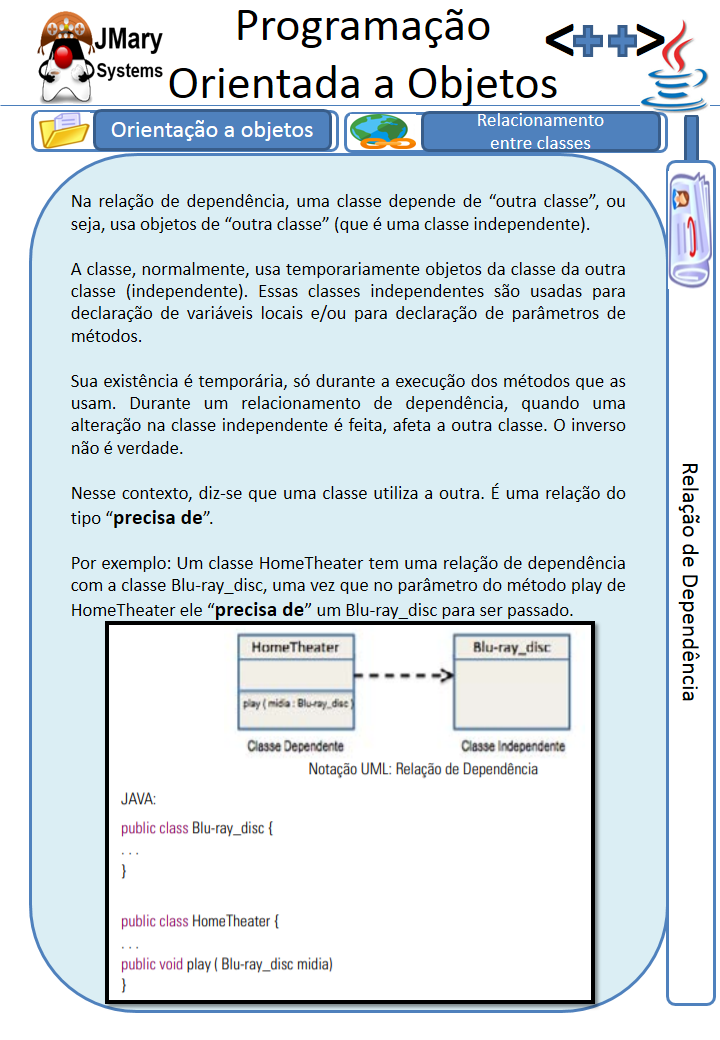 JMary
Systems
Programação
Orientada a Objetos
<++>
Orientação a objetos
Relacionamento
entre classes
Na relação de dependência, uma classe depende de “outra classe”, ou
seja, usa objetos de “outra classe” (que é uma classe independente).
A classe, normalmente, usa temporariamente objetos da classe da outra
classe (independente). Essas classes independentes são usadas para
declaração de variáveis locais e/ou para declaração de parâmetros de
métodos.
Sua existência é temporária, só durante a execução dos métodos que as
usam. Durante um relacionamento de dependência, quando uma
alteração na classe independente é feita, afeta a outra classe. O inverso
não é verdade.
Nesse contexto, diz-se que uma classe utiliza a outra. É uma relação do
tipo “precisa de”.
Por exemplo: Um classe HomeTheater tem uma relação de dependência
com a classe Blu-ray_disc, uma vez que no parâmetro do método play de
HomeTheater ele “precisa de” um Blu-ray_disc para ser passado.
HomeTheater
play ( midia : Blu-ray_disc )
Classe Dependente
Blu-ray_disc
Classe Independente
Notação UML: Relação de Dependência
JAVA:
public class Blu-ray_disc {
. . .
}
public class HomeTheater {
. . .
public void play ( Blu-ray_disc midia)
}
Relação de Dependência